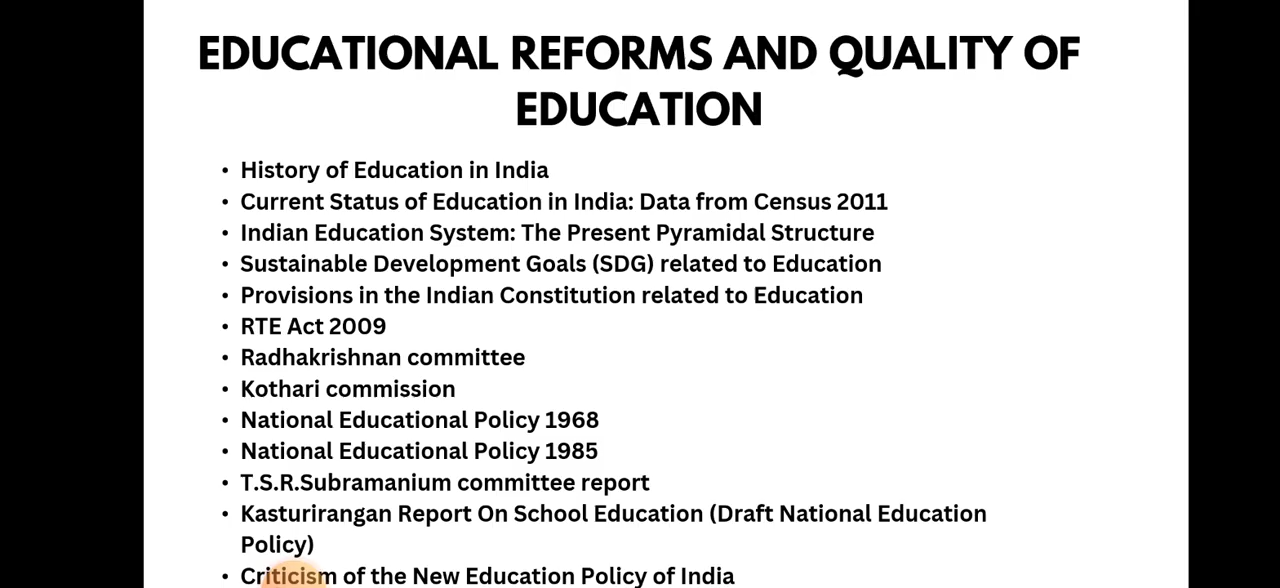 EDUCATIONAL REFORMS AND QUALITY OF
EDUCATION
• History of Education in India
• Current Status of Education in India: Data from Census 2011
• Indian Education System: The Present Pyramidal Structure
• Sustainable Development Goals (SDG) related to Education
• Provisions in the Indian Constitution related to Education
• RTE Act 2009
• Radhakrishnan committee
• Kothari commission
• National Educational Policy 1968
• National Educational Policy 1985
• T.S.R.Subramanium committee report
• Kasturirangan Report On School Education (Draft National Education
Policy)
• Criticism of the New Education Policy of India